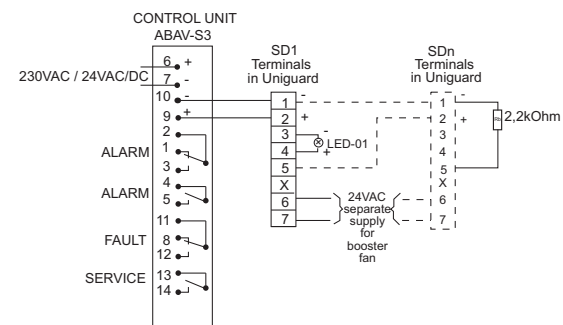 CONTROL UNIT
ABAV-S3
230VAC / 24VAC/DC
6 +
7 -
10 -
9 +
2
1
3
ALARM
4
5
ALARM
11
8
12
FAULT
13
14
SERVICE
SD1
Terminals
in Uniguard
1 -
2 +
3 -
4 +
5
X
6
7
LED-01
24VAC
separate
supply
for
booster
fan
SDn
Terminals
in Uniguard
1 -
2 +
3
4
5
X
6
7
2,2kOhm